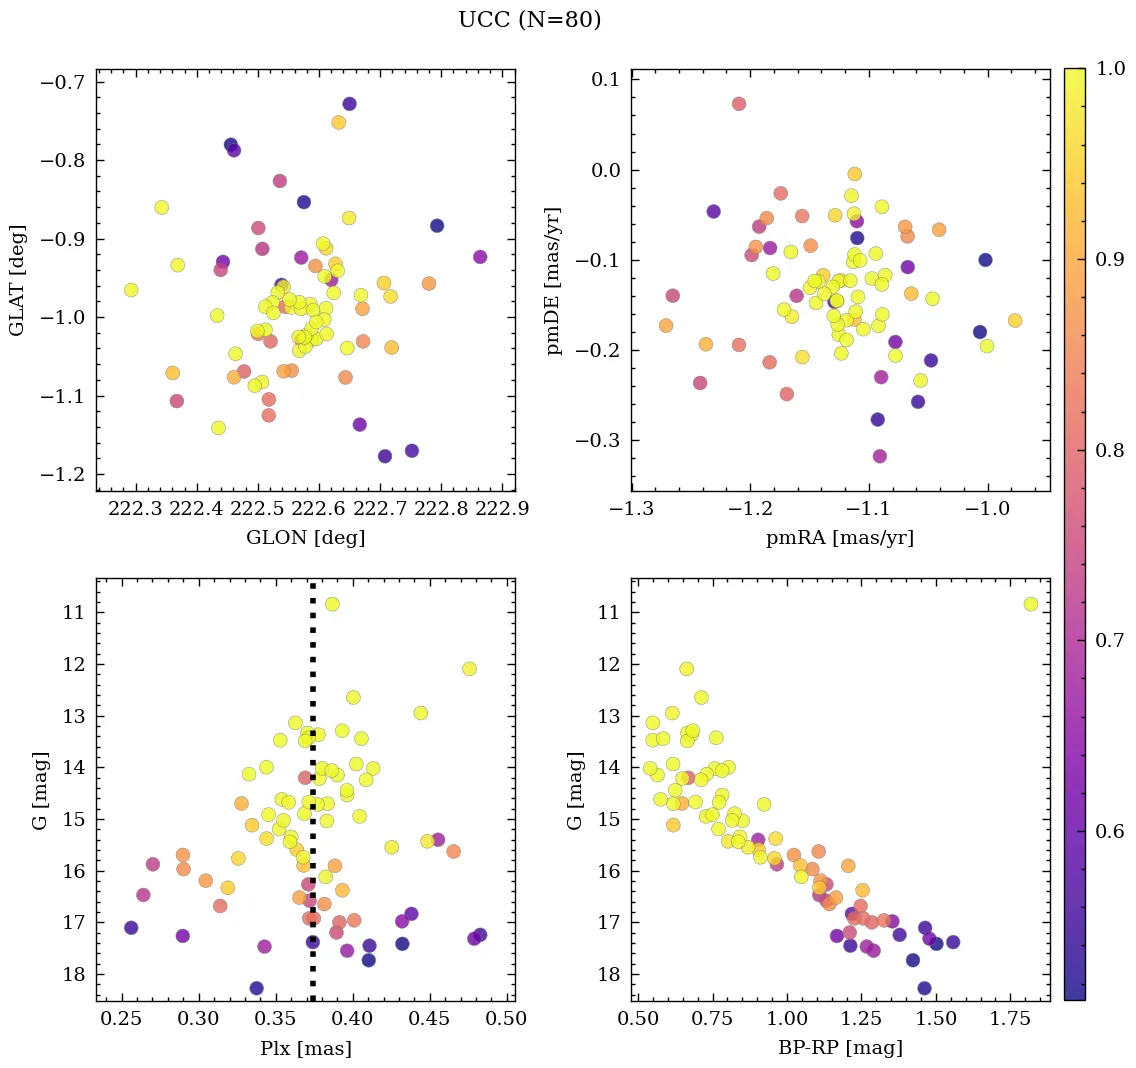 UCC (N=80)
−0.7
−0.8
−0.9
−1.0
−1.1
−1.2
GLAT [deg]
222.3 222.4 222.5 222.6 222.7 222.8 222.9
GLON [deg]
0.1
0.0
−0.1
−0.2
−0.3
pmDE [mas/yr]
−1.3 −1.2 −1.1 −1.0
pmRA [mas/yr]
11
12
13
14
15
16
17
18
G [mag]
0.25 0.30 0.35 0.40 0.45 0.50
Plx [mas]
11
12
13
14
15
16
17
18
G [mag]
0.50 0.75 1.00 1.25 1.50 1.75
BP-RP [mag]
1.0
0.9
0.8
0.7
0.6